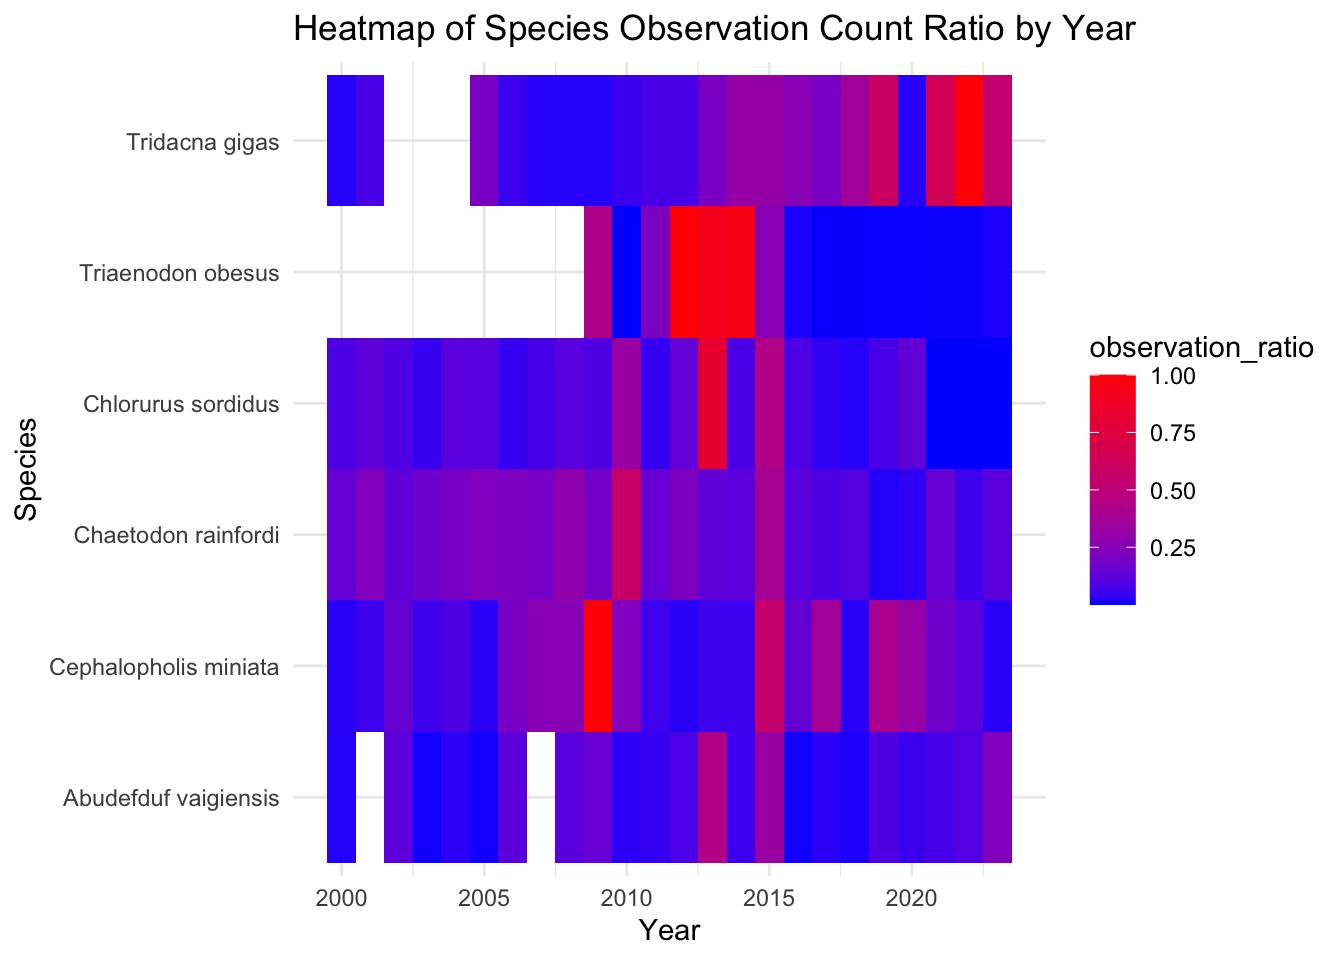 Heatmap of Species Observation Count Ratio by Year
Tridacna gigas
Triaenodon obesus
Chlorurus sordidus
Chaetodon rainfordi
Cephalopholis miniata
Abudefduf vaigiensis
Species
2000
2005
2010
2015
2020
Year
observation_ratio
1.00
0.75
0.50
0.25